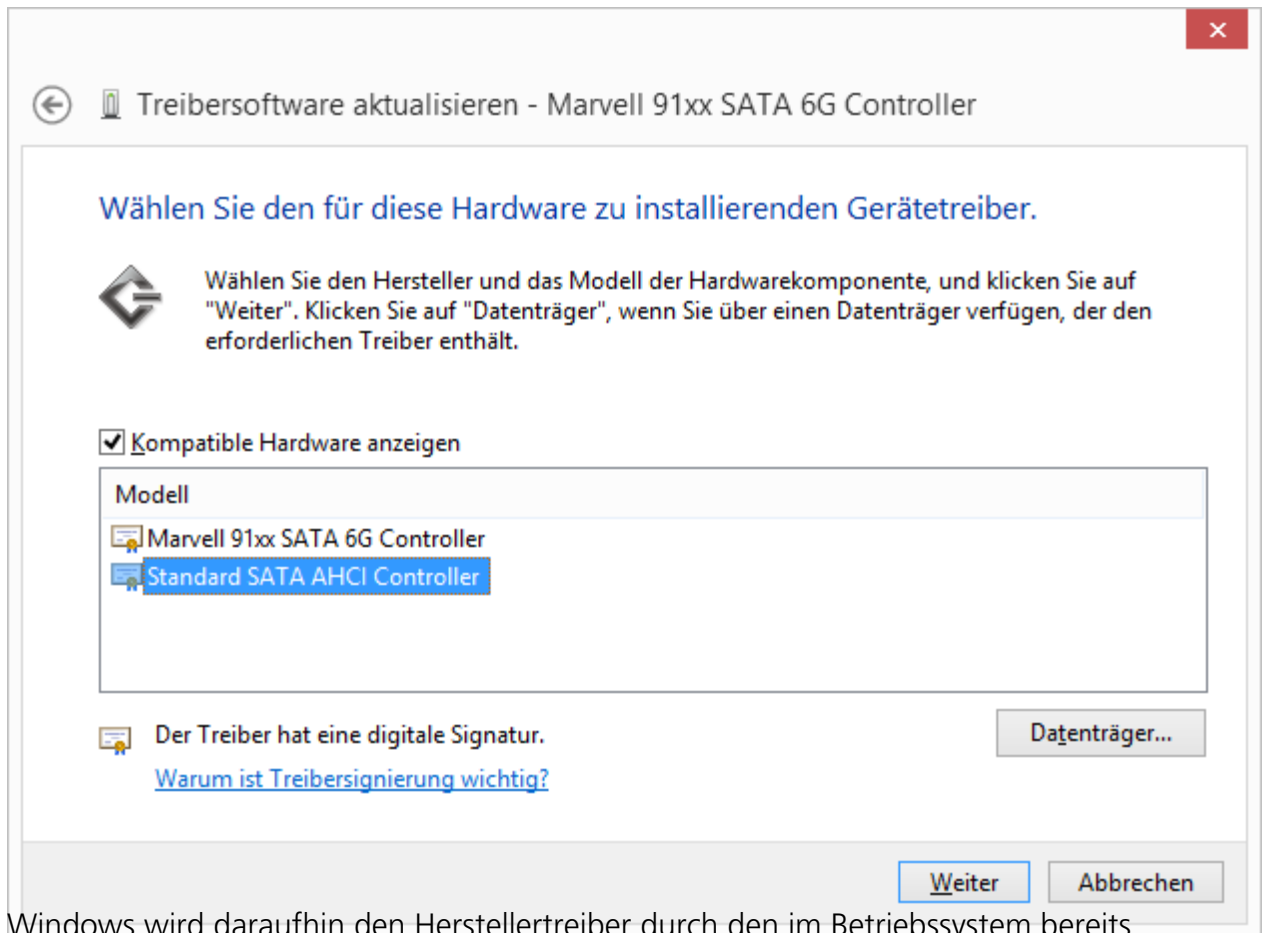 Treibersoftware aktualisieren - Marvell 91xx SATA 6G Controller
Wählen Sie den für diese Hardware zu installierenden Gerätetreiber.
Wählen Sie den Hersteller und das Modell der Hardwarekomponente, und klicken Sie auf
"Weiter". Klicken Sie auf "Datenträger", wenn Sie über einen Datenträger verfügen, der den
erforderlichen Treiber enthält.
Kompatible Hardware anzeigen
Modell
Marvell 91xx SATA 6G Controller
Standard SATA AHCI Controller
Der Treiber hat eine digitale Signatur.
Datenträger...
Warum ist Treibersignierung wichtig?
Weiter
Abbrechen
Windows wird daraufhin den Herstellertreiber durch den im Betriebssystem bereits